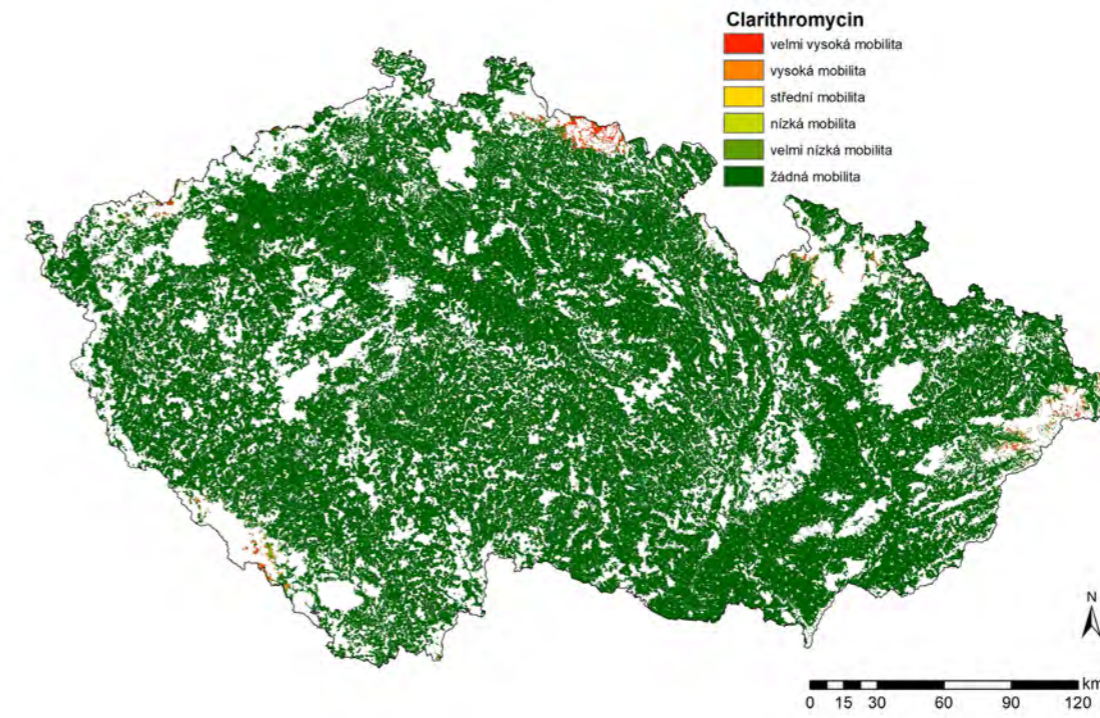 Clarithromycin
velmi vysoká mobilita
vysoká mobilita
střední mobilita
nízká mobilita
velmi nízká mobilita
žádná mobilita
N
km
0 15 30 60 90 120